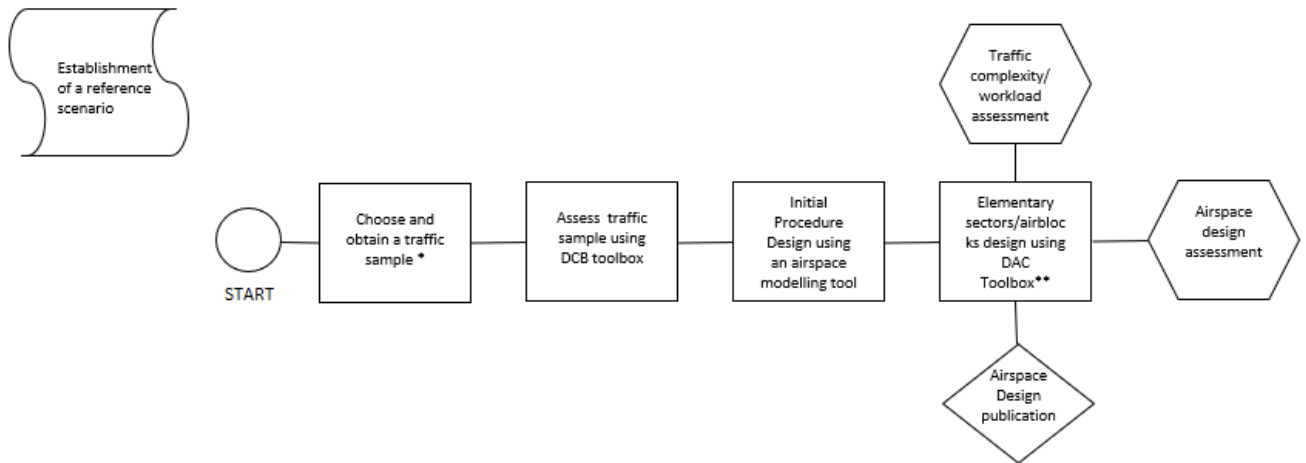 Establishment
of a reference
scenario
START
Choose and
obtain a traffic
sample *
Assess traffic
sample using
DCB toolbox
Initial
Procedure
Design using
an airspace
modelling tool
Traffic
complexity/
workload
assessment
Elementary
sectors/airbloc
ks design using
DAC
Toolbox**
Airspace
design
assessment
Airspace
Design
publication